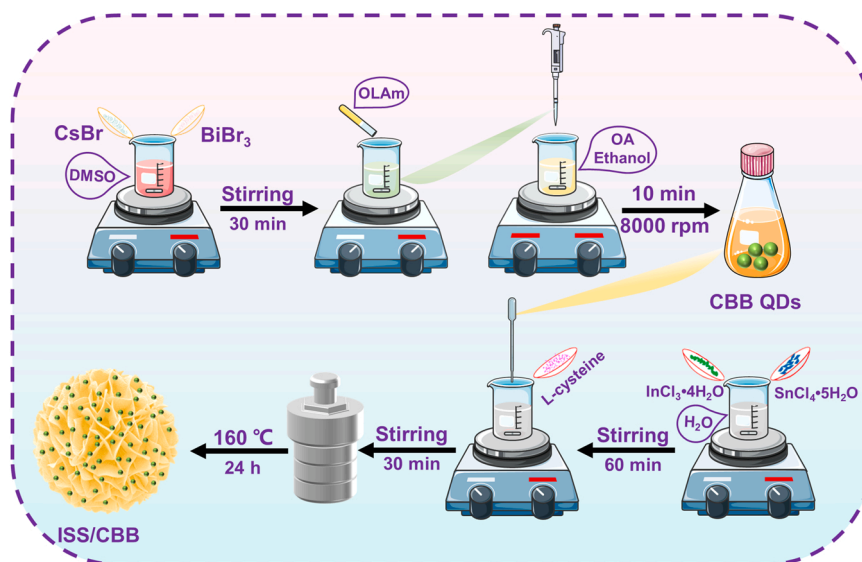 CsBr
BiBr₃
DMSO
Stirring
30 min
OLAm
OA
Ethanol
10 min
8000 rpm
CBB QDs
InCl₃•4H₂O
SnCl₄•5H₂O
H₂O
Stirring
60 min
L-cysteine
Stirring
30 min
160 ℃
24 h
ISS/CBB